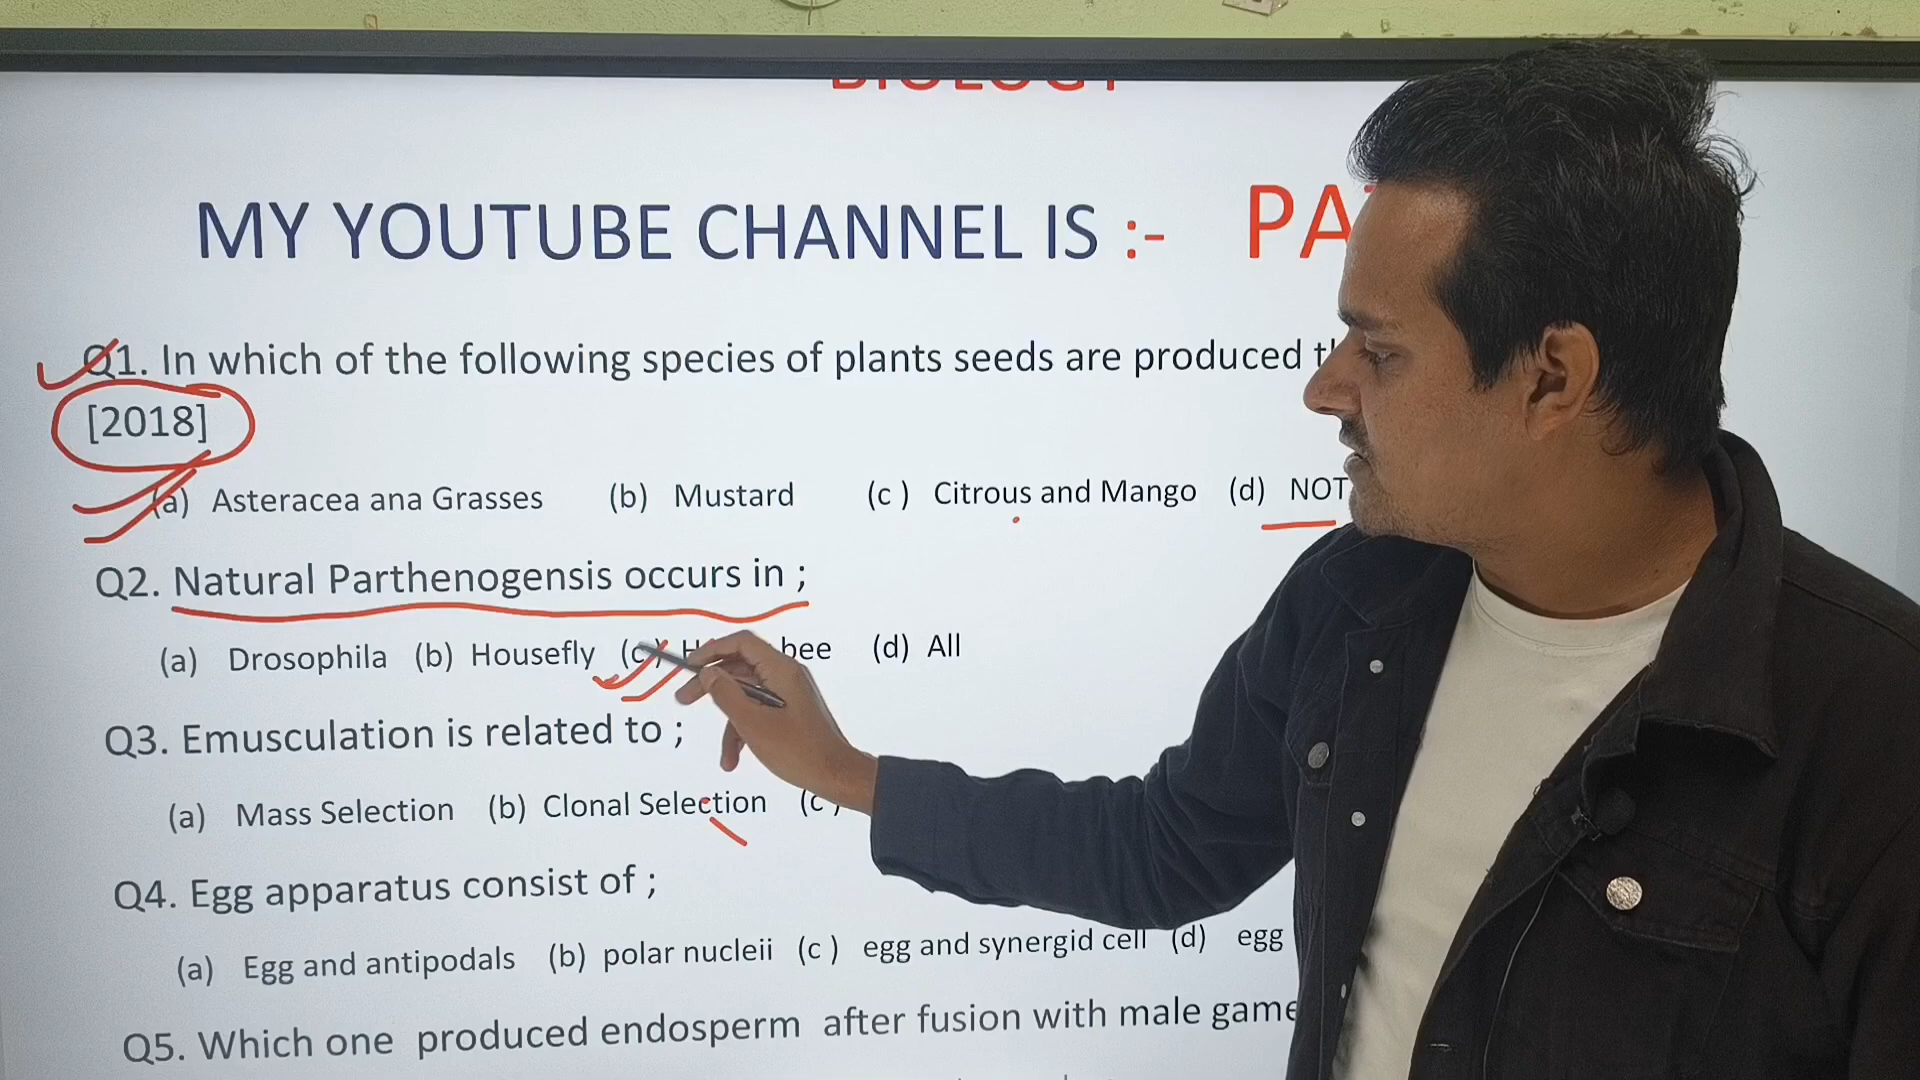 BIOLOGY
MY YOUTUBE CHANNEL IS :- PA
Q1. In which of the following species of plants seeds are produced
[2018]
(a) Asteracea ana Grasses (b) Mustard (c ) Citrous and Mango (d) NOT
Q2. Natural Parthenogensis occurs in ;
(a) Drosophila (b) Housefly (c) bee (d) All
Q3. Emusculation is related to ;
(a) Mass Selection (b) Clonal Selection (c )
Q4. Egg apparatus consist of ;
(a) Egg and antipodals (b) polar nucleii (c ) egg and synergid cell (d) egg
Q5. Which one produced endosperm after fusion with male game